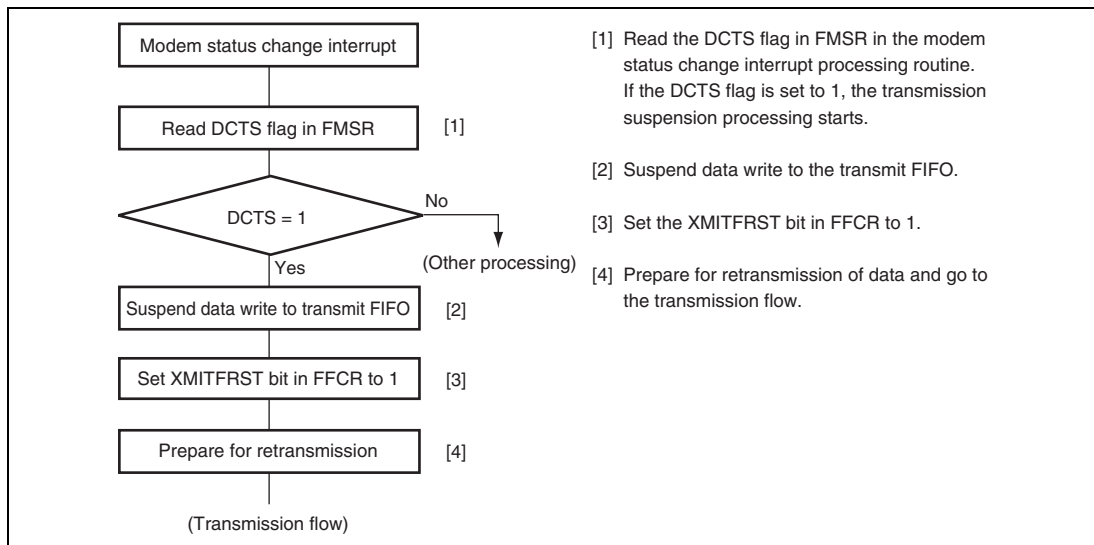 Modem status change interrupt
Read DCTS flag in FMSR
[1]
DCTS = 1
No
(Other processing)
Yes
Suspend data write to transmit FIFO
[2]
Set XMITFRST bit in FFCR to 1
[3]
Prepare for retransmission
[4]
(Transmission flow)
[1] Read the DCTS flag in FMSR in the modem
status change interrupt processing routine.
If the DCTS flag is set to 1, the transmission
suspension processing starts.
[2] Suspend data write to the transmit FIFO.
[3] Set the XMITFRST bit in FFCR to 1.
[4] Prepare for retransmission of data and go to
the transmission flow.